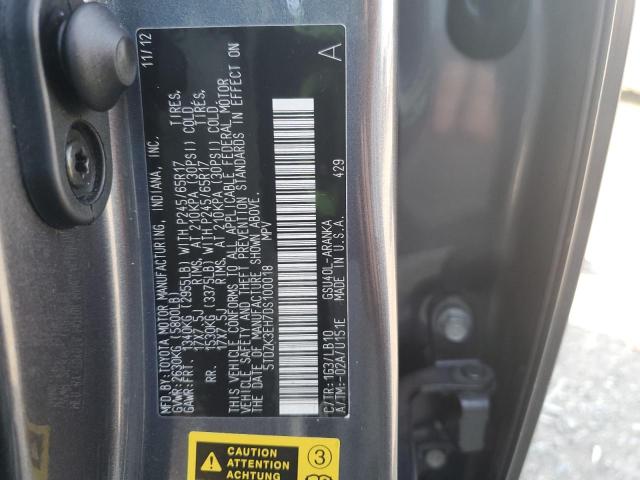 MFD.BY:TOYOTA MOTOR MANUFACTURING, INDIANA, INC. 11/12
GVWR:2630KG (5800LB)
GAWR:FRT. 1340KG (2955LB) WITH P245/65R17 TIRES,
17X7.5J RIMS, AT 210KPA (30PSI) COLD.
RR. 1530KG (3375LB) WITH P245/65R17 TIRES,
17X7.5J RIMS, AT 210KPA (30PSI) COLD.
THIS VEHICLE CONFORMS TO ALL APPLICABLE FEDERAL MOTOR
VEHICLE SAFETY AND THEFT PREVENTION STANDARDS IN EFFECT ON
THE DATE OF MANUFACTURE SHOWN ABOVE.
5TDZK3EH7DS100018 MPV
A
429
C/TR:1G3/LB10 GSU40L-ARANKA
A/TM:-02A/U151E MADE IN U.S.A.
CAUTION
ATTENTION
CAUTELA
3